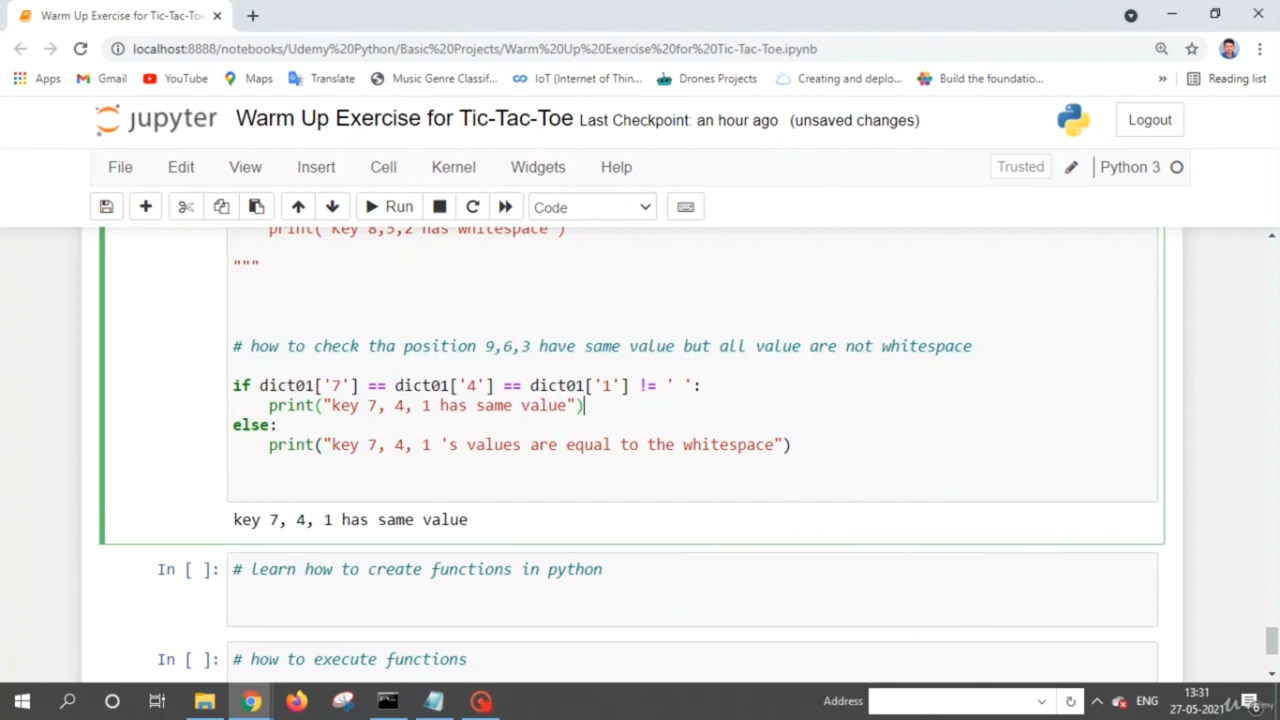 Warm Up Exercise for Tic-Tac-Toe
localhost:8888/notebooks/Udemy%20Python/Basic%20Projects/Warm%20Up%20Exercise%20for%20Tic-Tac-Toe.ipynb
Apps Gmail YouTube Maps Translate Music Genre Classif... IoT (Internet of Thin... Drones Projects Creating and deplo... Build the foundatio... » Reading list
jupyter Warm Up Exercise for Tic-Tac-Toe Last Checkpoint: an hour ago (unsaved changes) Logout
File Edit View Insert Cell Kernel Widgets Help Trusted Python 3
Run Code
print( Key 8,5,2 has whitespace )
"""
# how to check tha position 9,6,3 have same value but all value are not whitespace
if dict01['7'] == dict01['4'] == dict01['1'] != ' ':
print("key 7, 4, 1 has same value")
else:
print("key 7, 4, 1 's values are equal to the whitespace")
key 7, 4, 1 has same value
In [ ]: # learn how to create functions in python
In [ ]: # how to execute functions
Address ENG 13:31
27-05-2021